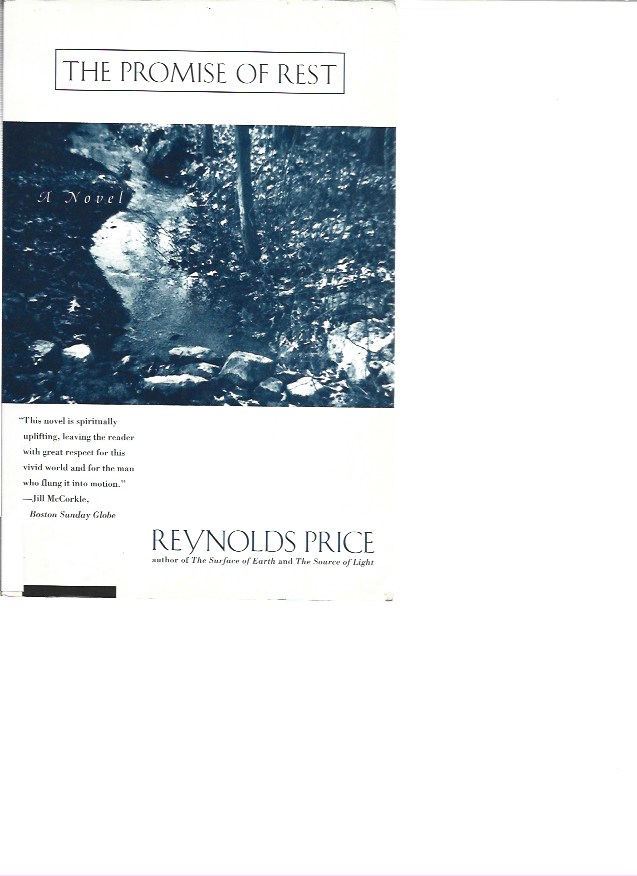 THE PROMISE OF REST
A Novel
“This novel is spiritually
uplifting, leaving the reader
with great respect for this
vivid world and for the man
who flung it into motion.”
—Jill McCorkle,
Boston Sunday Globe
REYNOLDS PRICE
author of The Surface of Earth and The Source of Light